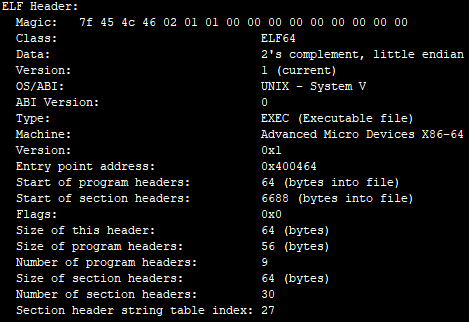 ELF Header:
  Magic:   7f 45 4c 46 02 01 01 00 00 00 00 00 00 00 00 00
  Class:                             ELF64
  Data:                              2's complement, little endian
  Version:                           1 (current)
  OS/ABI:                            UNIX - System V
  ABI Version:                       0
  Type:                              EXEC (Executable file)
  Machine:                           Advanced Micro Devices X86-64
  Version:                           0x1
  Entry point address:               0x400464
  Start of program headers:          64 (bytes into file)
  Start of section headers:          6688 (bytes into file)
  Flags:                             0x0
  Size of this header:               64 (bytes)
  Size of program headers:           56 (bytes)
  Number of program headers:         9
  Size of section headers:           64 (bytes)
  Number of section headers:         30
  Section header string table index: 27